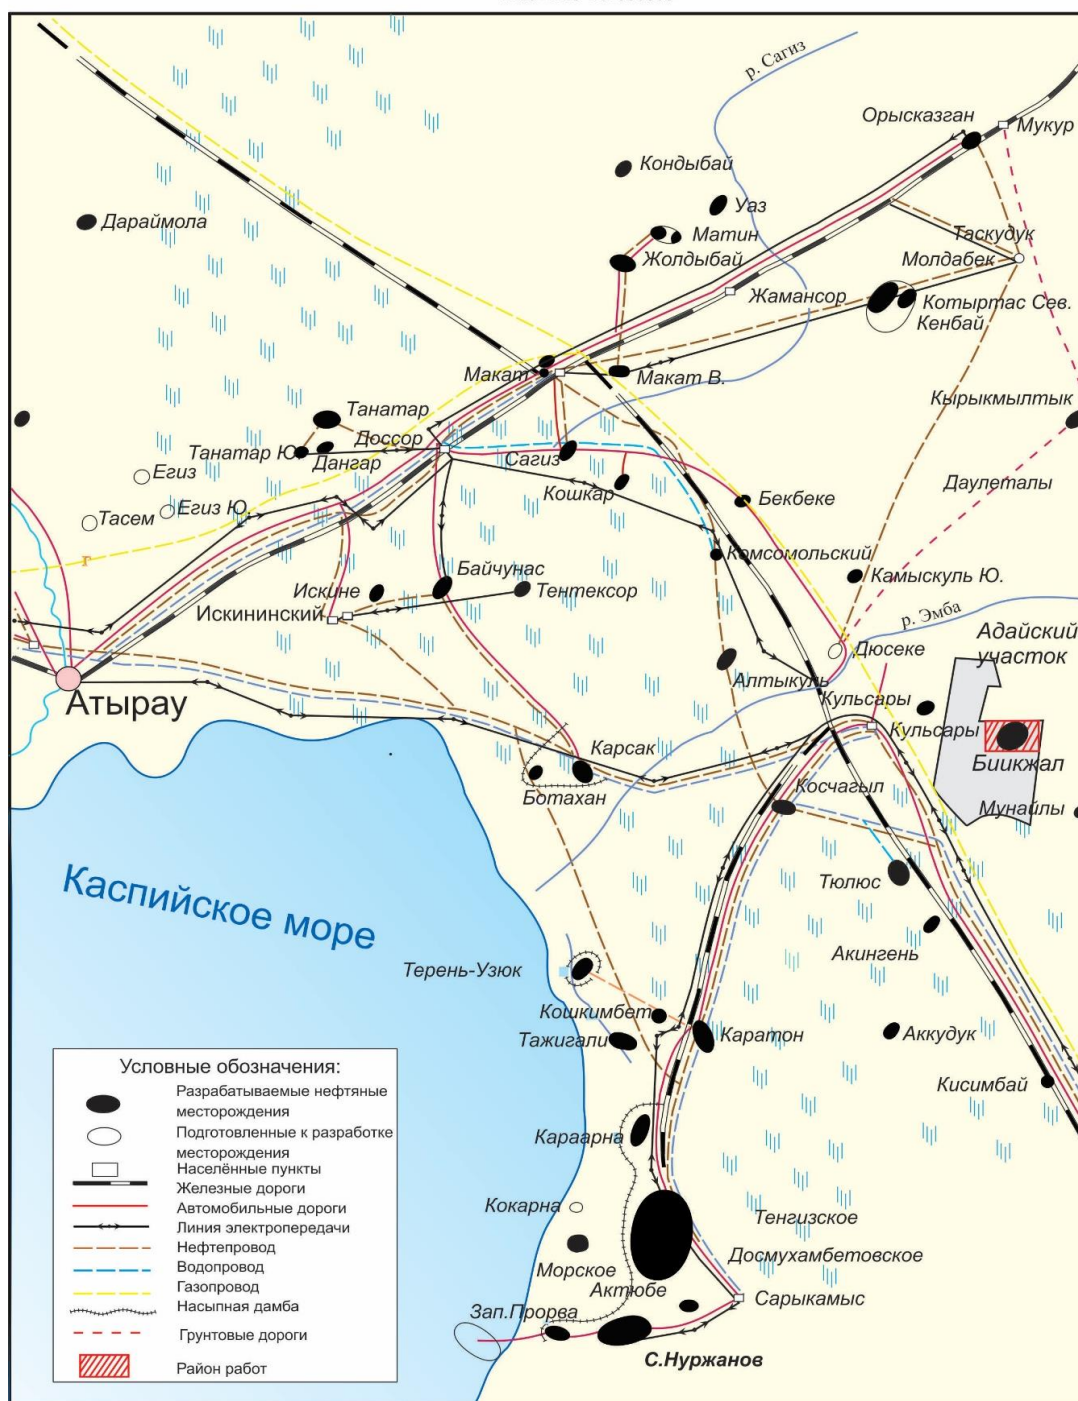 р. Сагиз
Орысказган
Мукур
Кондыбай
Уаз
Дараймола
Матин
Таскудук
Жолдыбай
Молдабек
Жамансор
Котыртас Сев.
Кенбай
Макат
Макат В.
Кырыкмылтык
Танатар
Доссор
Танатар Ю.
Дангар
Сагиз
Егиз
Кошкар
Даулеталы
Бекбеке
Егиз Ю.
Тасем
г
Комсомольский
Байчунас
Камыскуль Ю.
Искине
Тентексор
Искининский
р. Эмба
Адайский
участок
Дюсеке
Алтыкуль
Атырау
Кульсары
Кульсары
Карсак
Биикжал
Косчагыл
Ботахан
Мунайлы
Каспийское море
Тюлюс
Акингень
Терень-Узюк
Кошкимбет
Тажигали
Каратон
Аккудук
Кисимбай
Караарна
Кокарна
Тенгизское
Морское
Досмухамбетовское
Актюбе
Сарыкамыс
Зап.Прорва
С.Нуржанов
Условные обозначения:
Разрабатываемые нефтяные
месторождения
Подготовленные к разработке
месторождения
Населённые пункты
Железные дороги
Автомобильные дороги
Линия электропередачи
Нефтепровод
Водопровод
Газопровод
Насыпная дамба
Грунтовые дороги
Район работ